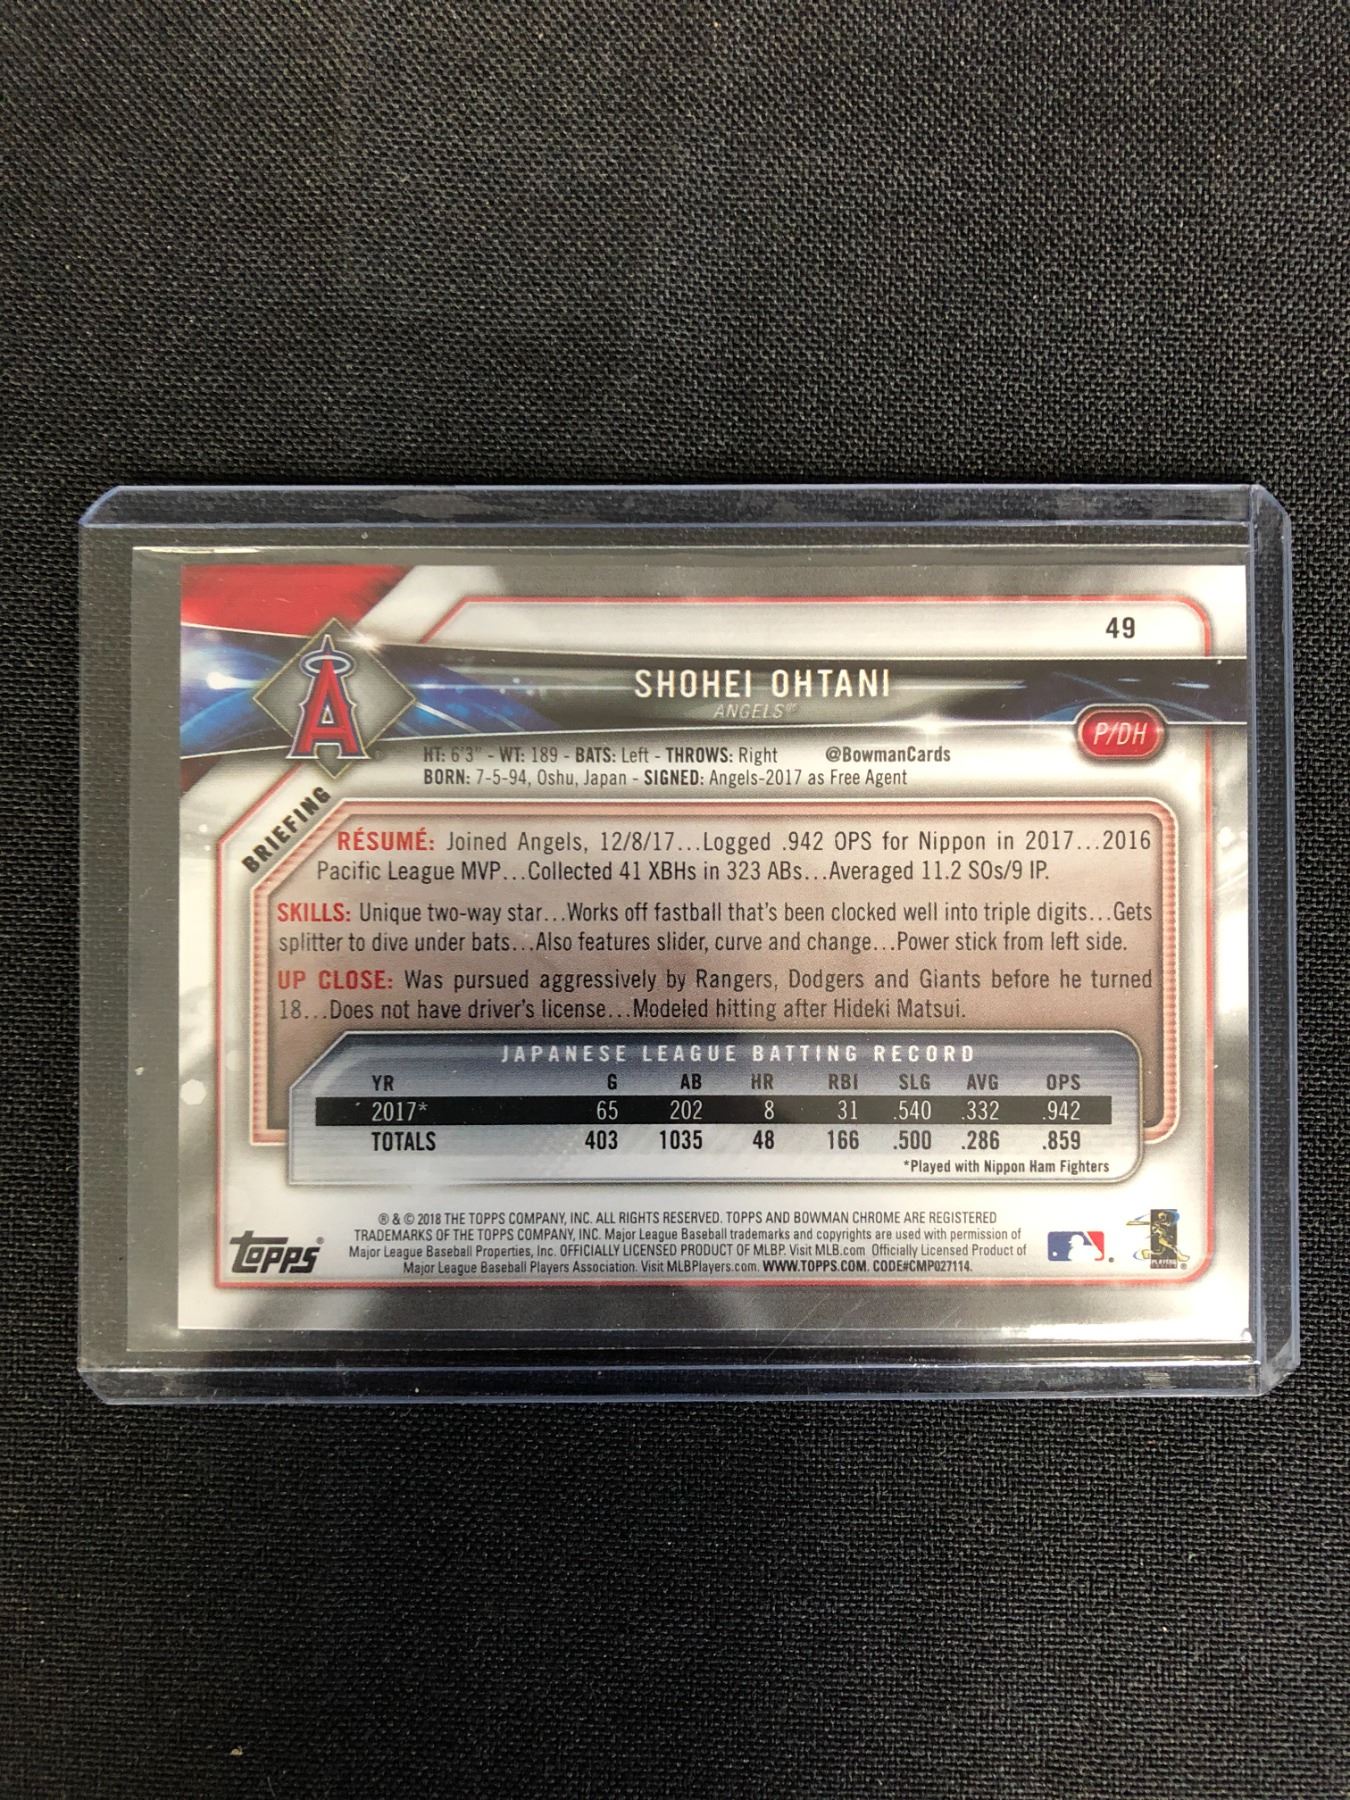 49
SHOHEI OHTANI
ANGELS
P/DH
HT: 6'3" - WT: 189 - BATS: Left - THROWS: Right @BowmanCards
BORN: 7-5-94, Oshu, Japan - SIGNED: Angels-2017 as Free Agent
BRIEFING
RÉSUMÉ: Joined Angels, 12/8/17...Logged .942 OPS for Nippon in 2017...2016
Pacific League MVP...Collected 41 XBHs in 323 ABs...Averaged 11.2 SOs/9 IP.
SKILLS: Unique two-way star...Works off fastball that's been clocked well into triple digits...Gets
splitter to dive under bats...Also features slider, curve and change...Power stick from left side.
UP CLOSE: Was pursued aggressively by Rangers, Dodgers and Giants before he turned
18...Does not have driver's license...Modeled hitting after Hideki Matsui.
JAPANESE LEAGUE BATTING RECORD
YR G AB HR RBI SLG AVG OPS
2017* 65 202 8 31 .540 .332 .942
TOTALS 403 1035 48 166 .500 .286 .859
*Played with Nippon Ham Fighters
® & © 2018 THE TOPPS COMPANY, INC. ALL RIGHTS RESERVED. TOPPS AND BOWMAN CHROME ARE REGISTERED
TRADEMARKS OF THE TOPPS COMPANY, INC. Major League Baseball trademarks and copyrights are used with permission of
Major League Baseball Properties, Inc. OFFICIALLY LICENSED PRODUCT OF MLBP. Visit MLB.com Officially Licensed Product of
Major League Baseball Players Association. Visit MLBPlayers.com. WWW.TOPPS.COM. CODE#CMP027114.
TOPPS®
PLAYERS